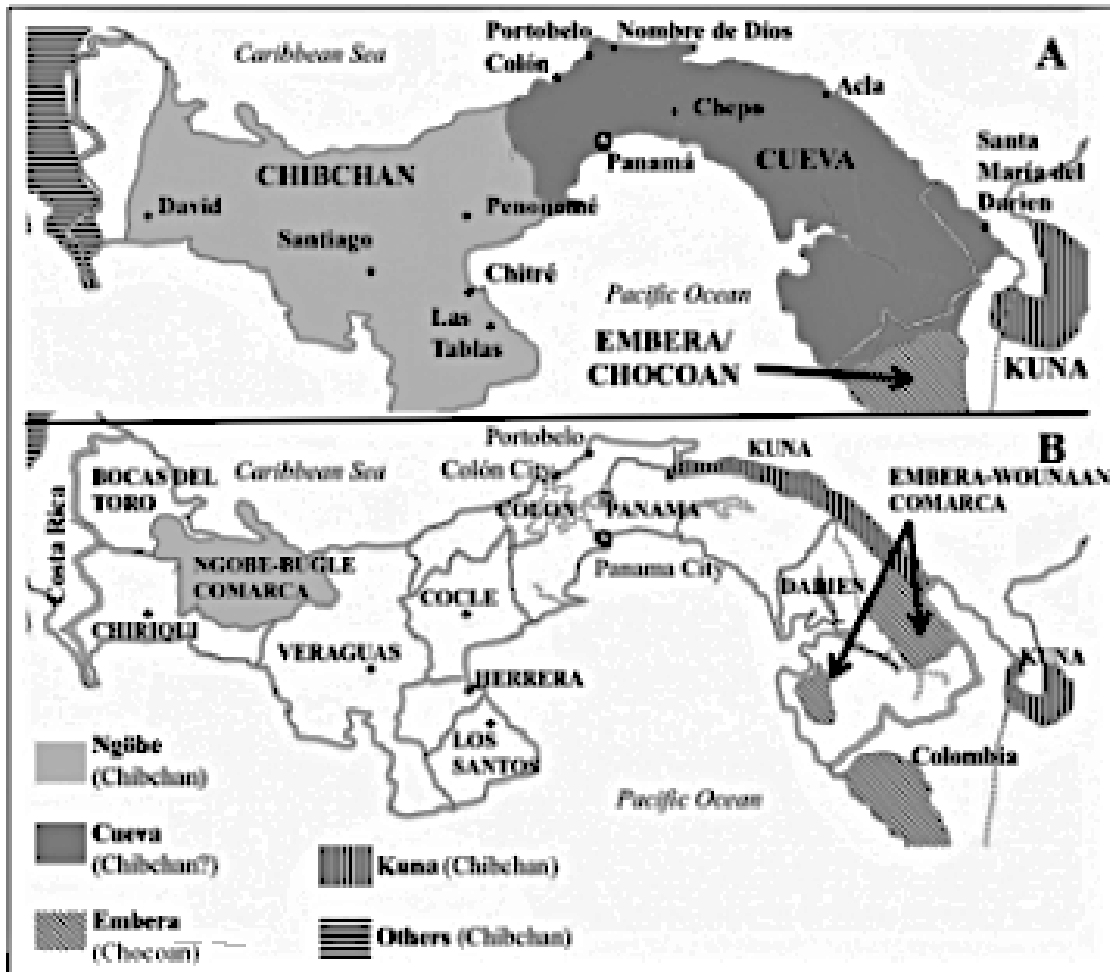 Portobelo
Nombre de Dios
Caribbean Sea
Colón
A
Acla
Chepo
Santa
María del
Darien
CHIBCHAN
Panamá
CUEVA
David
Penonomé
Santiago
Chitré
Pacific Ocean
Las
Tablas
EMBERA/
CHOCOAN
KUNA
Portobelo
KUNA
B
BOCAS DEL
TORO
Caribbean Sea
Colón City
EMBERA-WOUNAAN
COMARCA
Costa Rica
COLON
PANAMA
NGOBE-BUGLE
COMARCA
Panama City
COCLE
DARIEN
CHIRIQUI
VERAGUAS
KUNA
HERRERA
LOS
SANTOS
Colombia
Pacific Ocean
Ngöbe
(Chibchan)
Cueva
(Chibchan?)
Kuna (Chibchan)
Embera
(Chocoan)
Others (Chibchan)